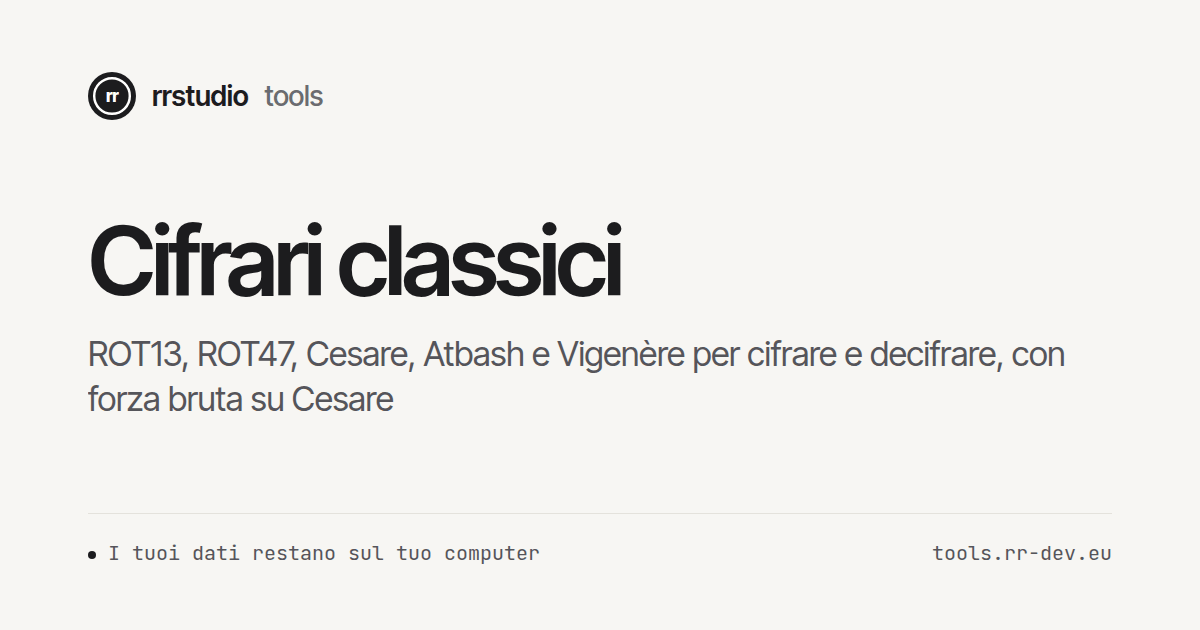 rr rrstudio tools
Cifrari classici
ROT13, ROT47, Cesare, Atbash e Vigenère per cifrare e decifrare, con
forza bruta su Cesare
I tuoi dati restano sul tuo computer
tools.rr-dev.eu